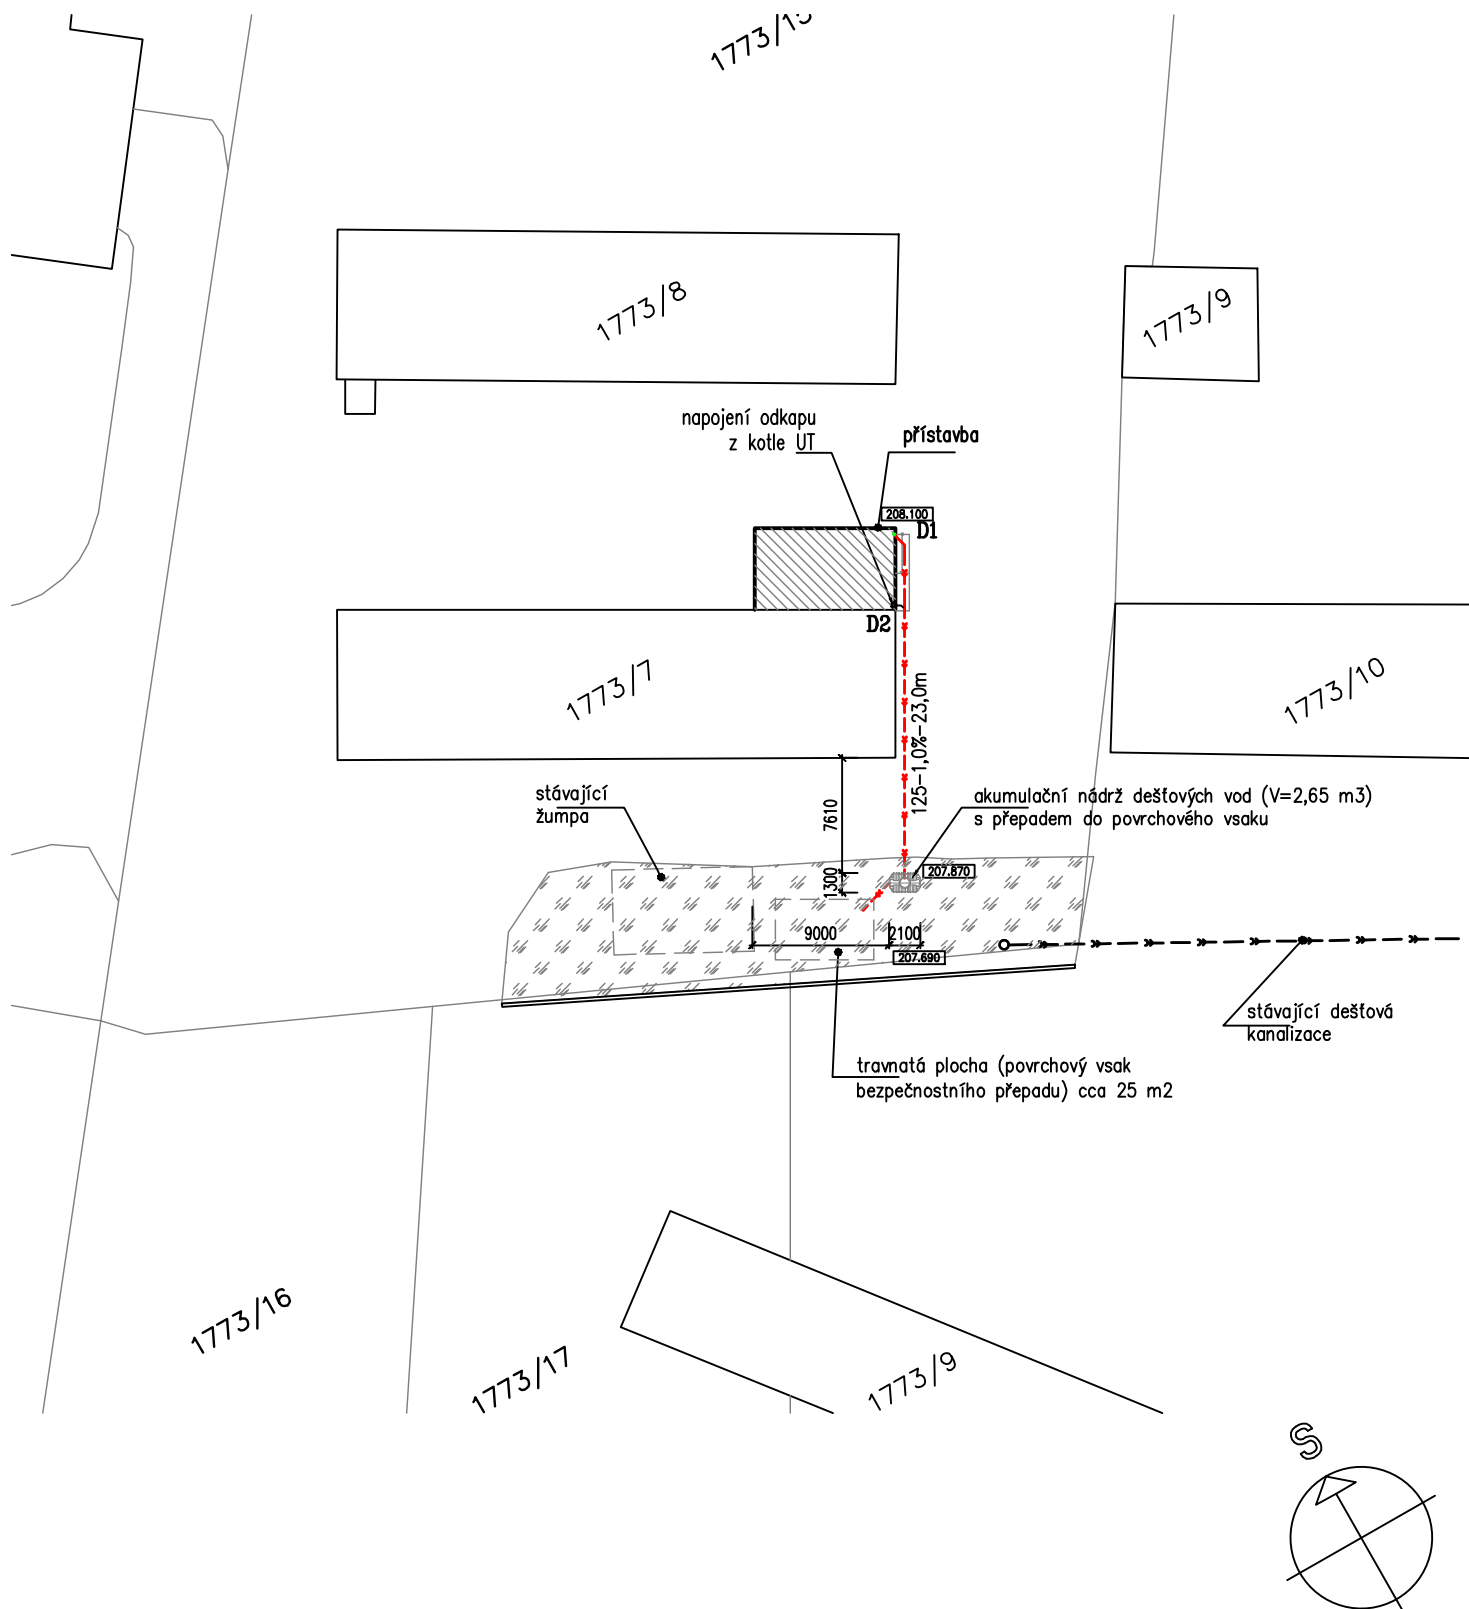 1773/15
1773/8
1773/9
napojení odkapu
z kotle UT
přístavba
208.100
D1
D2
1773/7
1773/10
125-1,0%-23,0m
stávající
žumpa
7610
akumulační nádrž dešťových vod (V=2,65 m3)
s přepadem do povrchového vsaku
1300
207.870
9000
2100
207.690
stávající dešťová
kanalizace
travnatá plocha (povrchový vsak
bezpečnostního přepadu) cca 25 m2
1773/16
1773/17
1773/9
S